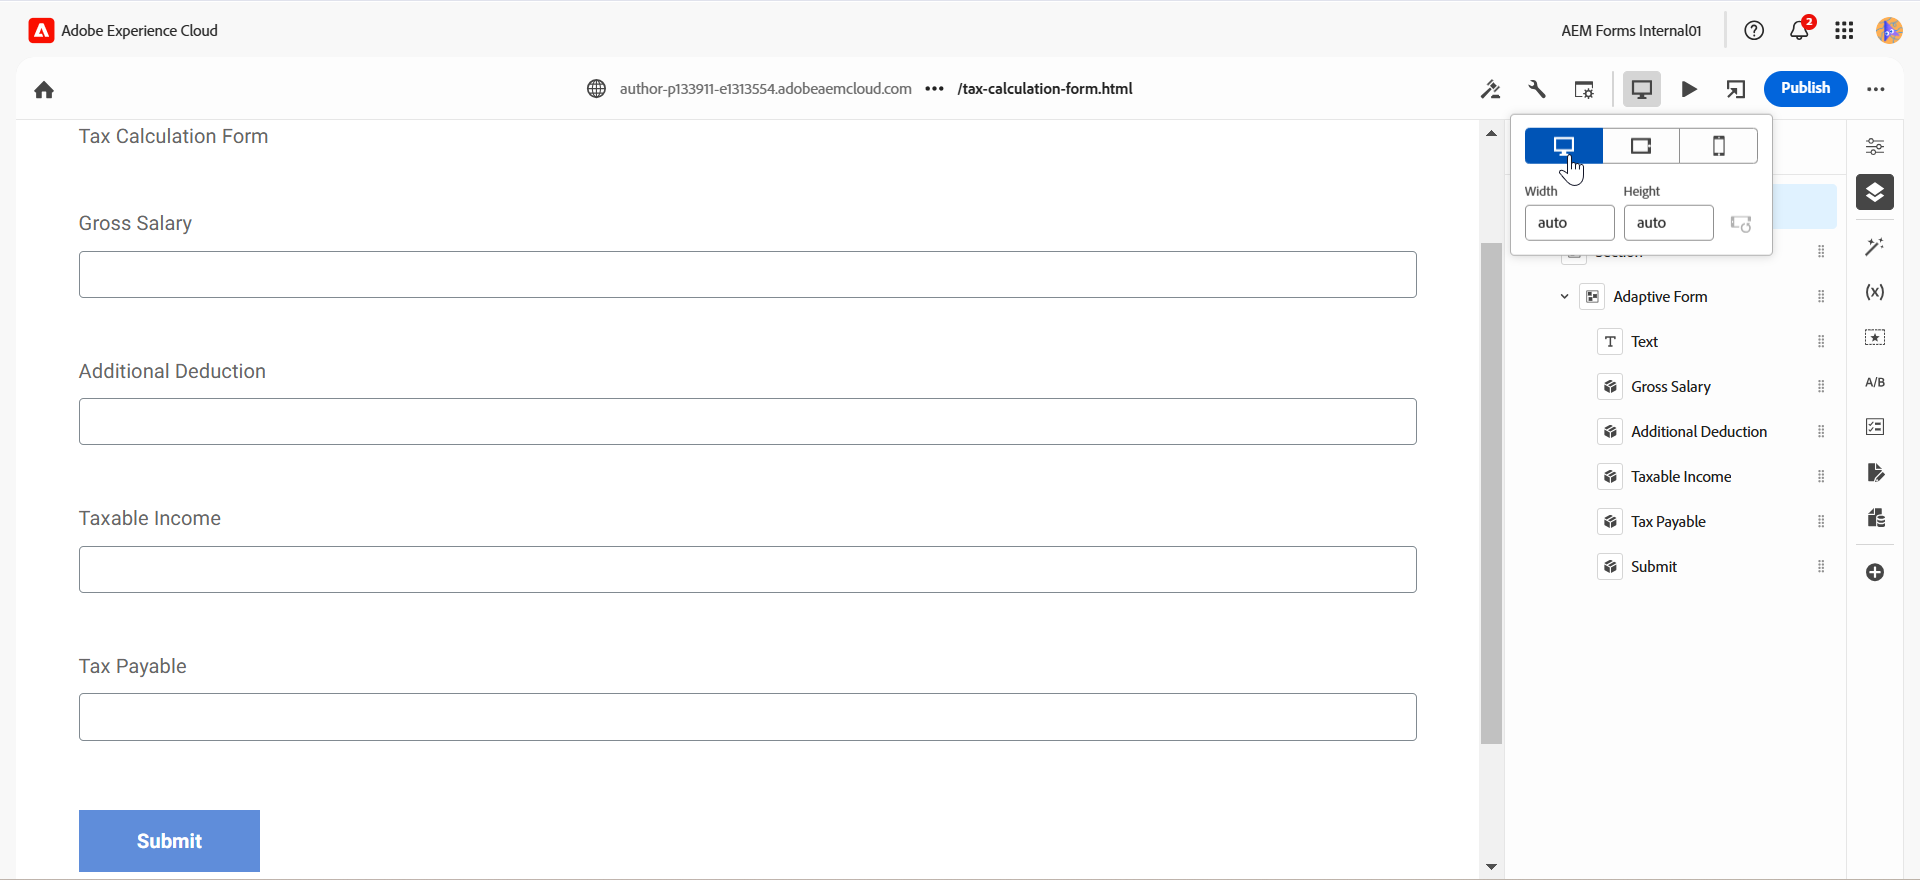 Adobe Experience Cloud
AEM Forms Internal01
2
author-p133911-e1313554.adobeaemcloud.com ••• /tax-calculation-form.html
Publish
Tax Calculation Form
Gross Salary
Additional Deduction
Taxable Income
Tax Payable
Submit
Width
Height
auto
auto
Section
Adaptive Form
T Text
Gross Salary
Additional Deduction
Taxable Income
Tax Payable
Submit
(x)
A/B